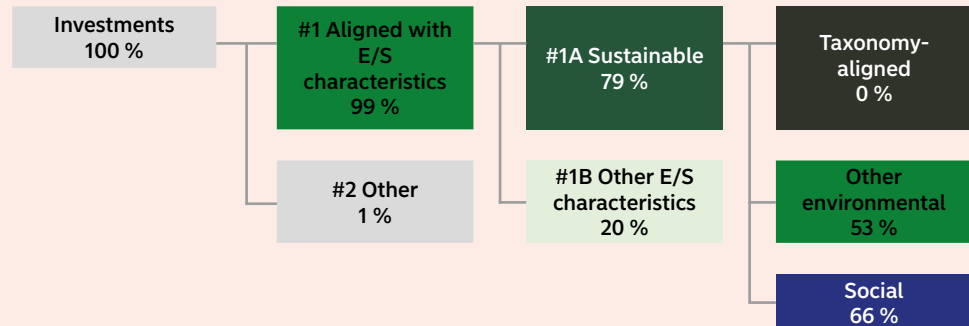 Investments
100 %
#1 Aligned with
E/S
characteristics
99 %
#2 Other
1 %
#1A Sustainable
79 %
#1B Other E/S
characteristics
20 %
Taxonomy-
aligned
0 %
Other
environmental
53 %
Social
66 %